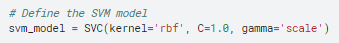 # Define the SVM model
svm_model = SVC(kernel='rbf', C=1.0, gamma='scale')